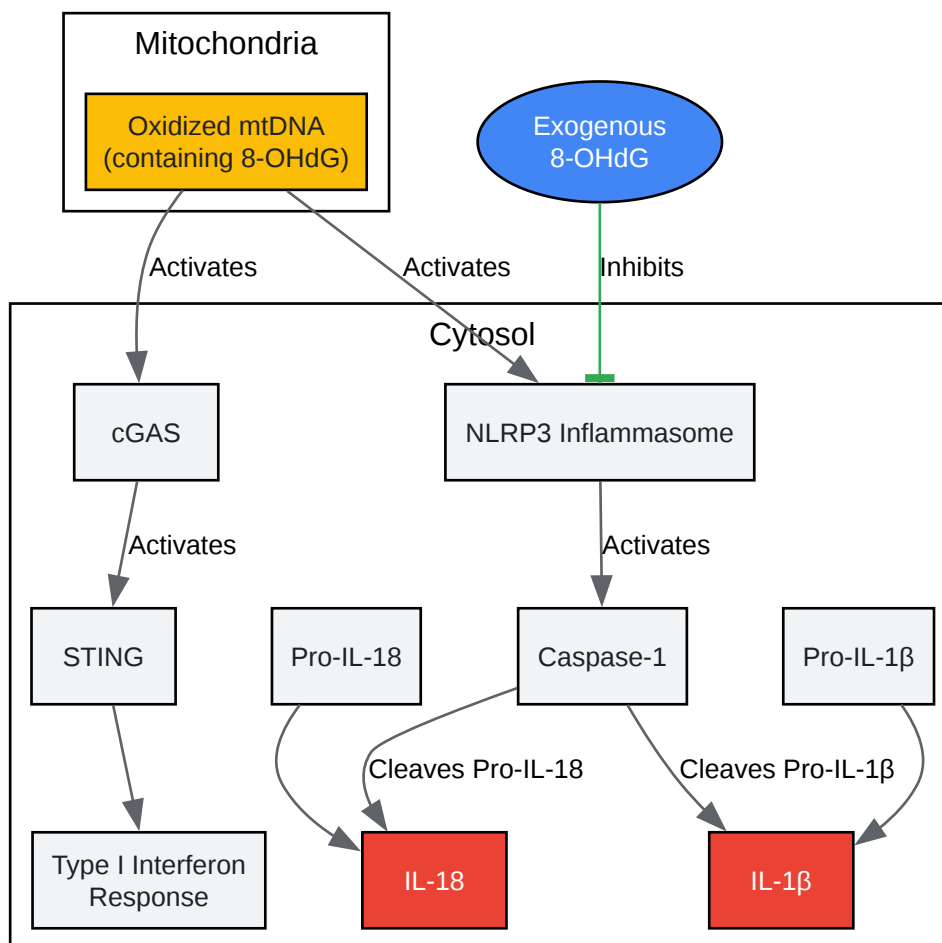 Mitochondria
Oxidized mtDNA
(containing 8-OHdG)
Exogenous
8-OHdG
Activates
Activates
Inhibits
Cytosol
cGAS
NLRP3 Inflammasome
Activates
Activates
STING
Pro-IL-18
Caspase-1
Pro-IL-1β
Cleaves Pro-IL-18
Cleaves Pro-IL-1β
Type I Interferon
Response
IL-18
IL-1β